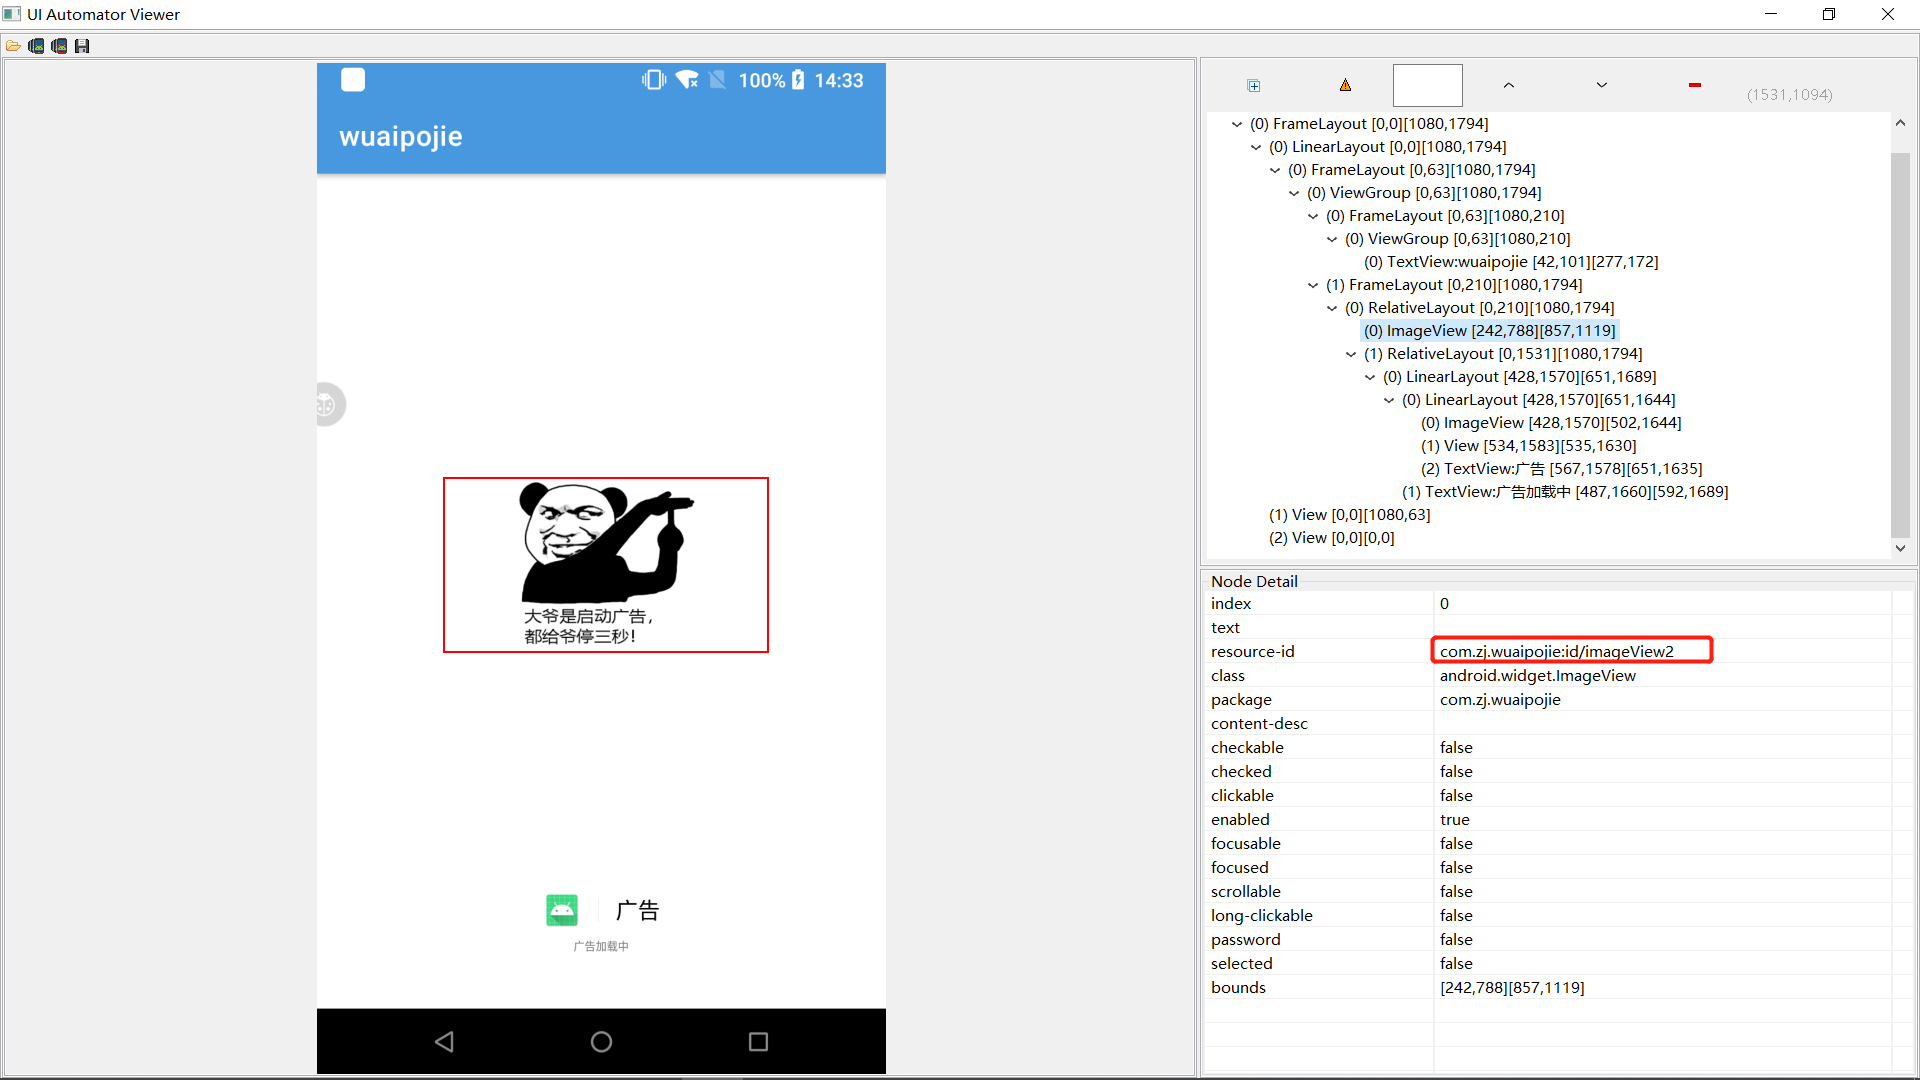 UI Automator Viewer
100% 14:33
wuaipojie
大爷是启动广告，
都给爷停三秒！
广告
广告加载中
(1531,1094)
(0) FrameLayout [0,0][1080,1794]
(0) LinearLayout [0,0][1080,1794]
(0) FrameLayout [0,63][1080,1794]
(0) ViewGroup [0,63][1080,1794]
(0) FrameLayout [0,63][1080,210]
(0) ViewGroup [0,63][1080,210]
(0) TextView:wuaipojie [42,101][277,172]
(1) FrameLayout [0,210][1080,1794]
(0) RelativeLayout [0,210][1080,1794]
(0) ImageView [242,788][857,1119]
(1) RelativeLayout [0,1531][1080,1794]
(0) LinearLayout [428,1570][651,1689]
(0) LinearLayout [428,1570][651,1644]
(0) ImageView [428,1570][502,1644]
(1) View [534,1583][535,1630]
(2) TextView:广告 [567,1578][651,1635]
(1) TextView:广告加载中 [487,1660][592,1689]
(1) View [0,0][1080,63]
(2) View [0,0][0,0]
Node Detail
index 0
text
resource-id com.zj.wuaipojie:id/imageView2
class android.widget.ImageView
package com.zj.wuaipojie
content-desc
checkable false
checked false
clickable false
enabled true
focusable false
focused false
scrollable false
long-clickable false
password false
selected false
bounds [242,788][857,1119]